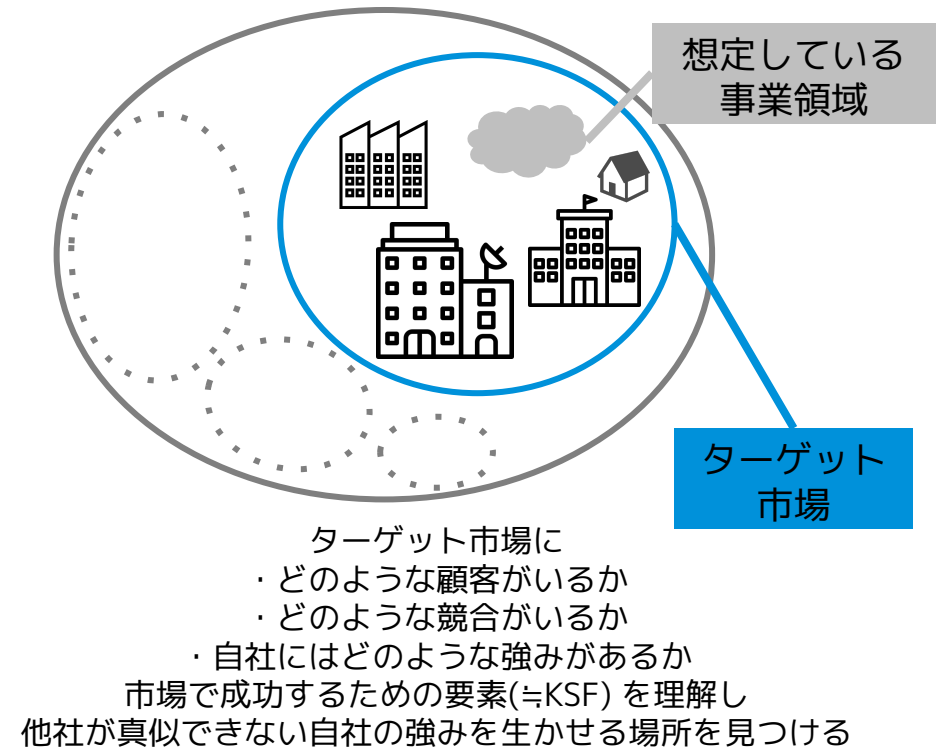 想定している
事業領域
ターゲット
市場
ターゲット市場に
・どのような顧客がいるか
・どのような競合がいるか
・自社にはどのような強みがあるか
市場で成功するための要素(≒KSF) を理解し
他社が真似できない自社の強みを生かせる場所を見つける